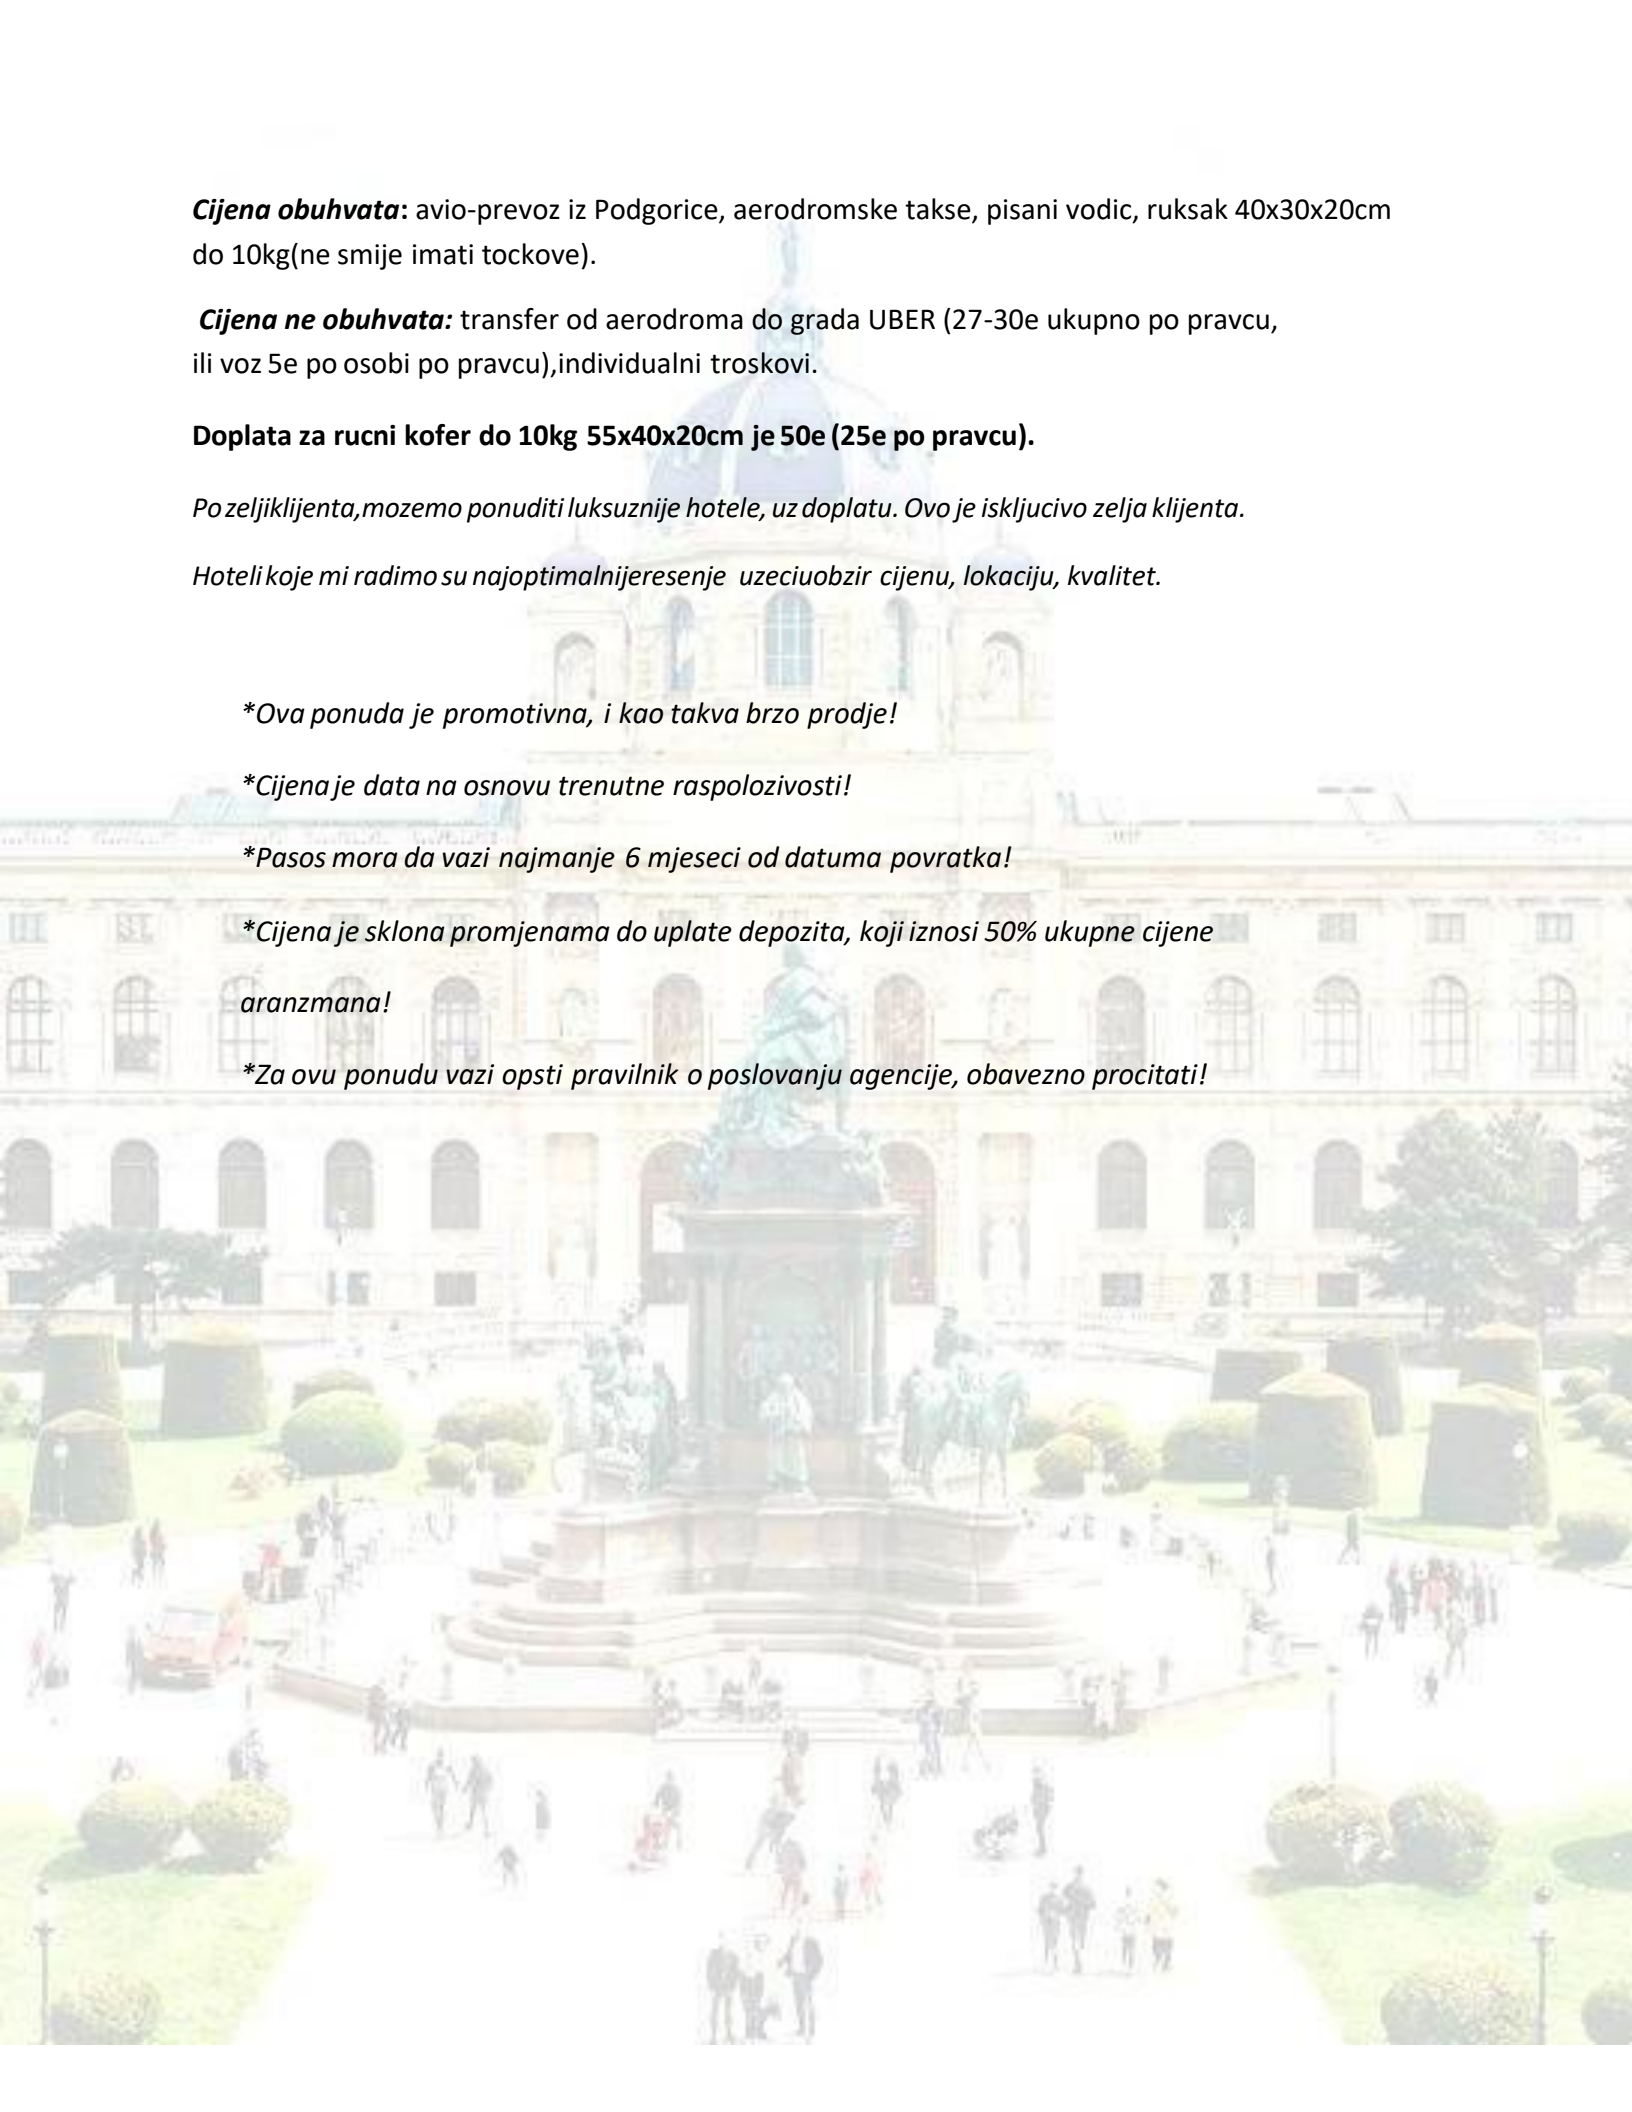 Cijena obuhvata: avio-prevoz iz Podgorice, aerodromske takse, pisani vodic, ruksak 40x30x20cm
do 10kg(ne smije imati tockove).
Cijena ne obuhvata: transfer od aerodroma do grada UBER (27-30e ukupno po pravcu,
ili voz 5e po osobi po pravcu),individualni troskovi.
Doplata za rucni kofer do 10kg 55x40x20cm je 50e (25e po pravcu).
Po zeljiklijenta,mozemo ponuditi luksuznije hotele, uz doplatu. Ovo je iskljucivo zelja klijenta.
Hoteli koje mi radimo su najoptimalnijeresenje uzeciuobzir cijenu, lokaciju, kvalitet.
*Ova ponuda je promotivna, i kao takva brzo prodje!
*Cijena je data na osnovu trenutne raspolozivosti!
*Pasos mora da vazi najmanje 6 mjeseci od datuma povratka!
*Cijena je sklona promjenama do uplate depozita, koji iznosi 50% ukupne cijene
aranzmana!
*Za ovu ponudu vazi opsti pravilnik o poslovanju agencije, obavezno procitati!